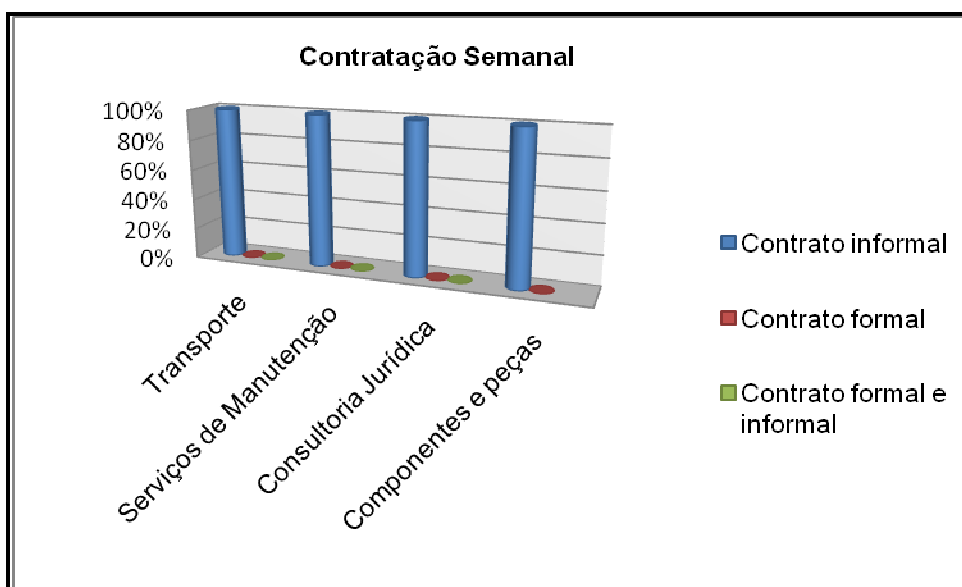 Contratação Semanal
100%
80%
60%
40%
20%
0%
Transporte
Serviços de Manutenção
Consultoria Jurídica
Componentes e peças
Contrato informal
Contrato formal
Contrato formal e
informal